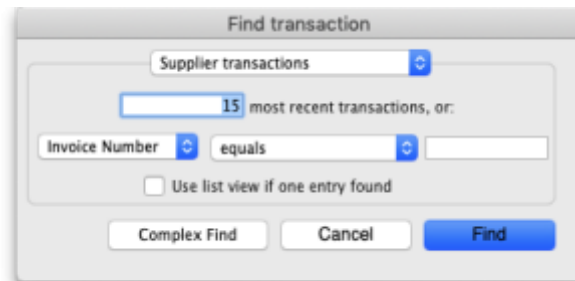 Find transaction
Supplier transactions
15 most recent transactions, or:
Invoice Number equals
Use list view if one entry found
Complex Find Cancel Find